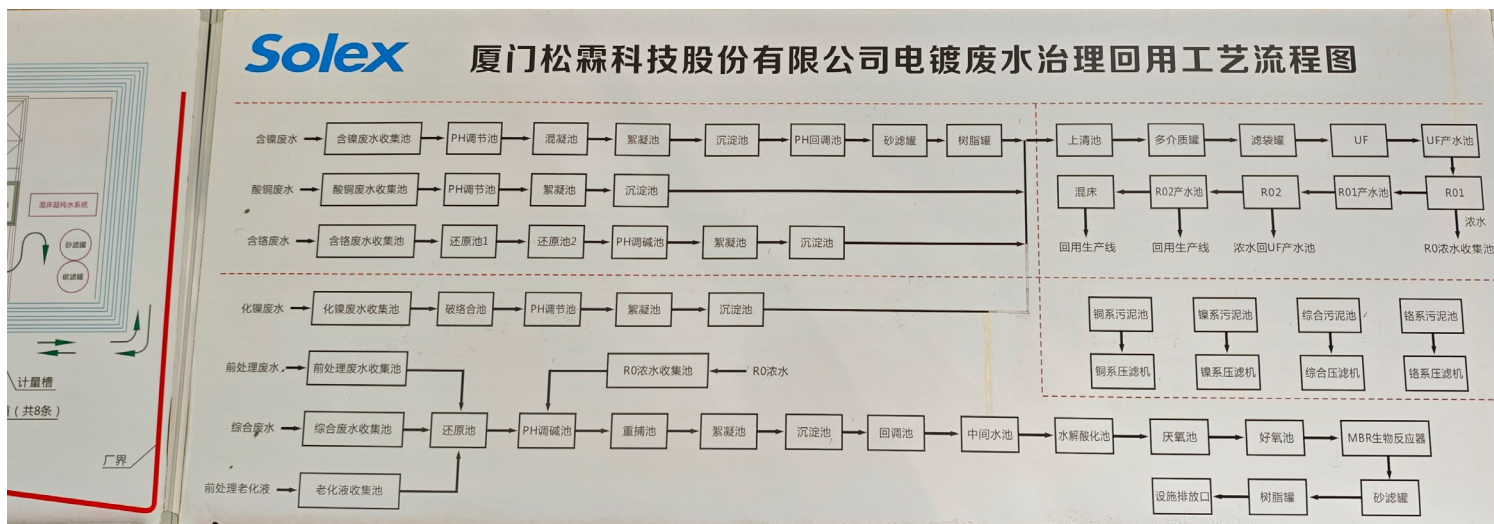 Solex
厦门松霖科技股份有限公司电镀废水治理回用工艺流程图
含镍废水 含镍废水收集池 PH调节池 混凝池 絮凝池 沉淀池 PH回调池 砂滤罐 树脂罐 上清池 多介质罐 滤袋罐 UF UF产水池
酸铜废水 酸铜废水收集池 PH调节池 絮凝池 沉淀池 混床 RO2产水池 RO2 RO1产水池 RO1
浓水
含铬废水 含铬废水收集池 还原池1 还原池2 PH调碱池 絮凝池 沉淀池 回用生产线 回用生产线 浓水回UF产水池 RO浓水收集池
化镍废水 化镍废水收集池 破络合池 PH调节池 絮凝池 沉淀池 铜系污泥池 镍系污泥池 综合污泥池 铬系污泥池
前处理废水 前处理废水收集池 RO浓水收集池 RO浓水 铜系压滤机 镍系压滤机 综合压滤机 铬系压滤机
综合废水 综合废水收集池 还原池 PH调碱池 重捕池 絮凝池 沉淀池 回调池 中间水池 水解酸化池 厌氧池 好氧池 MBR生物反应器
前处理老化液 老化液收集池 设施排放口 树脂罐 砂滤罐
混床超纯水系统
砂滤罐
碳滤罐
计量槽
（共8条）
厂界